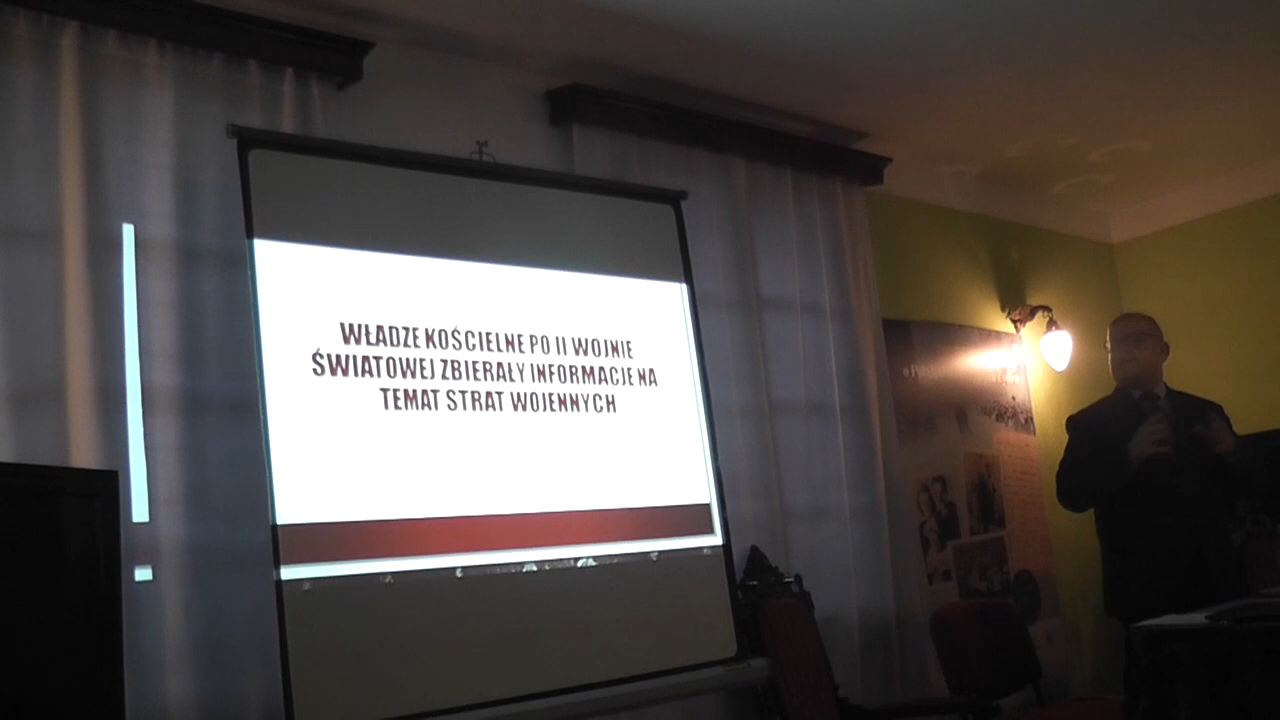 WŁADZE KOŚCIELNE PO II WOJNIE
ŚWIATOWEJ ZBIERAŁY INFORMACJE NA
TEMAT STRAT WOJENNYCH